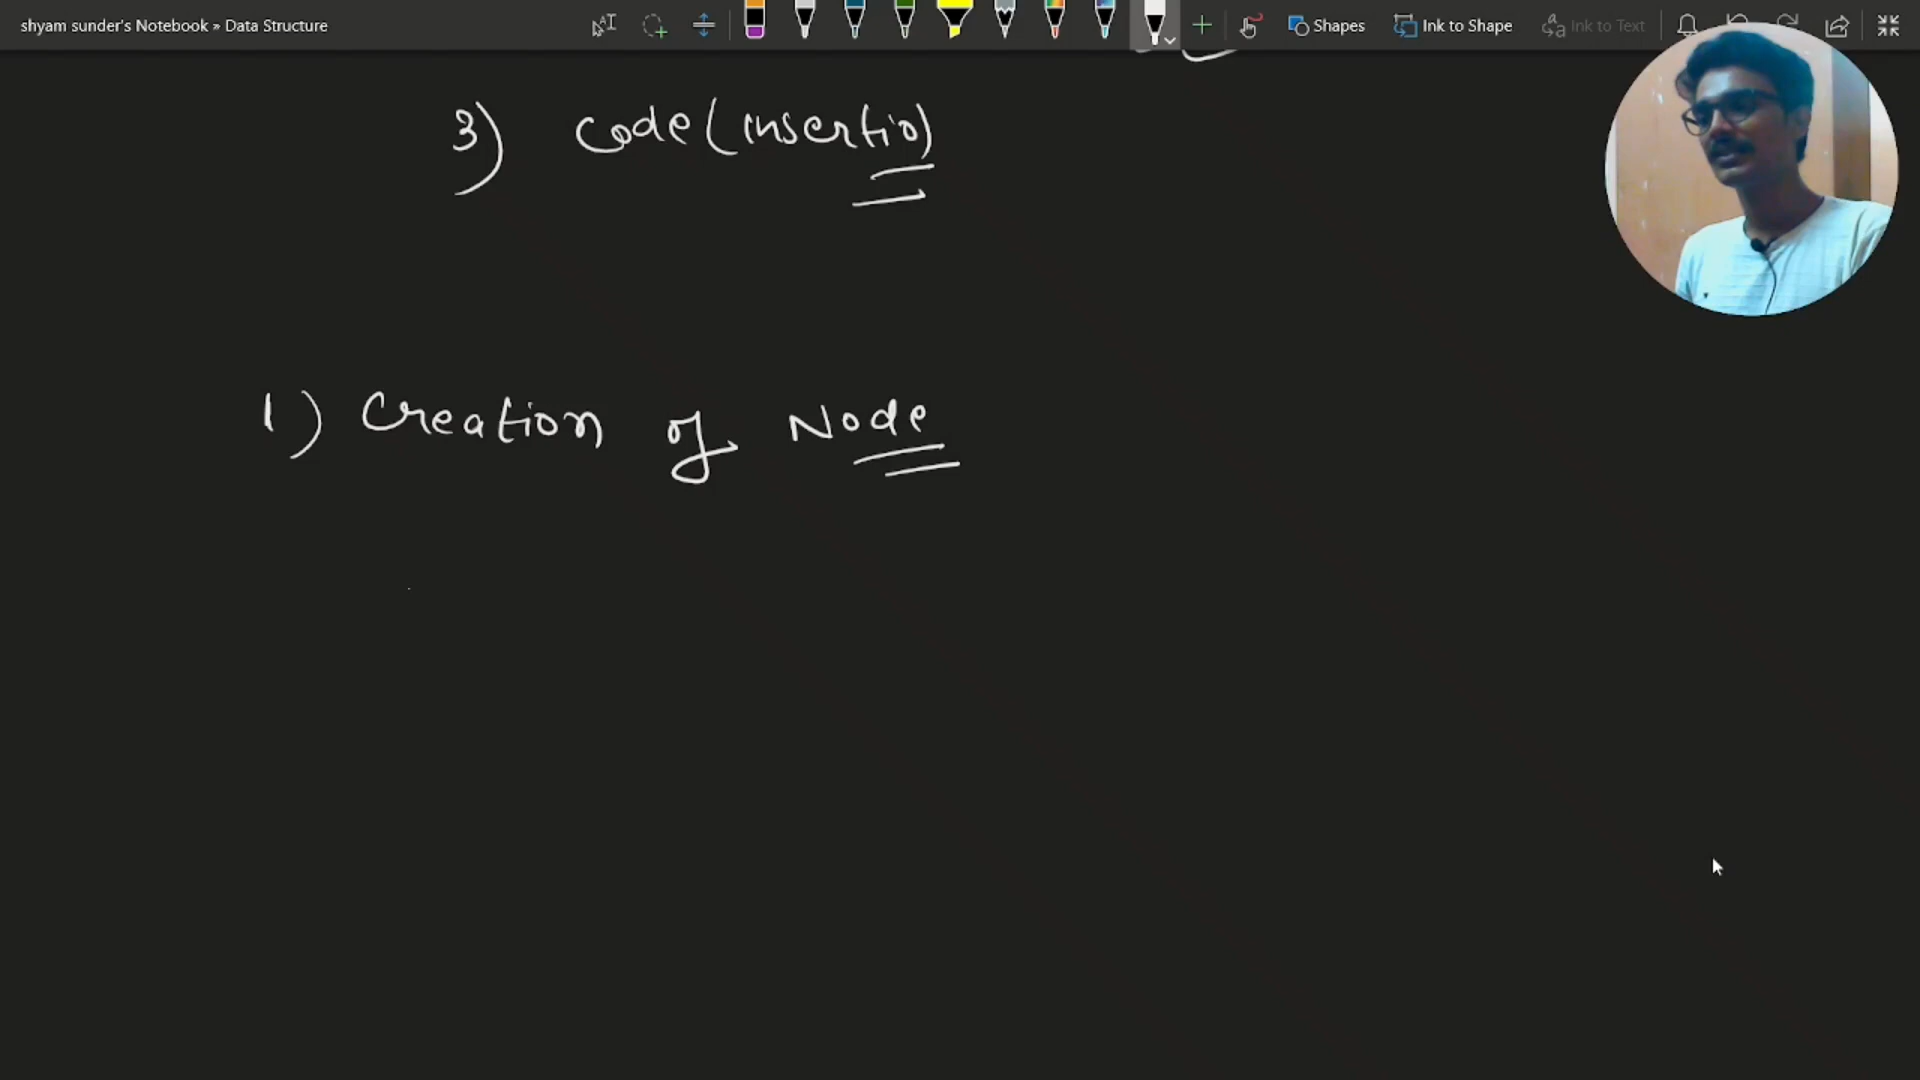 shyam sunder's Notebook » Data Structure
Shapes
Ink to Shape
Ink to Text
3) Code(insertio)
1) Creation of Node